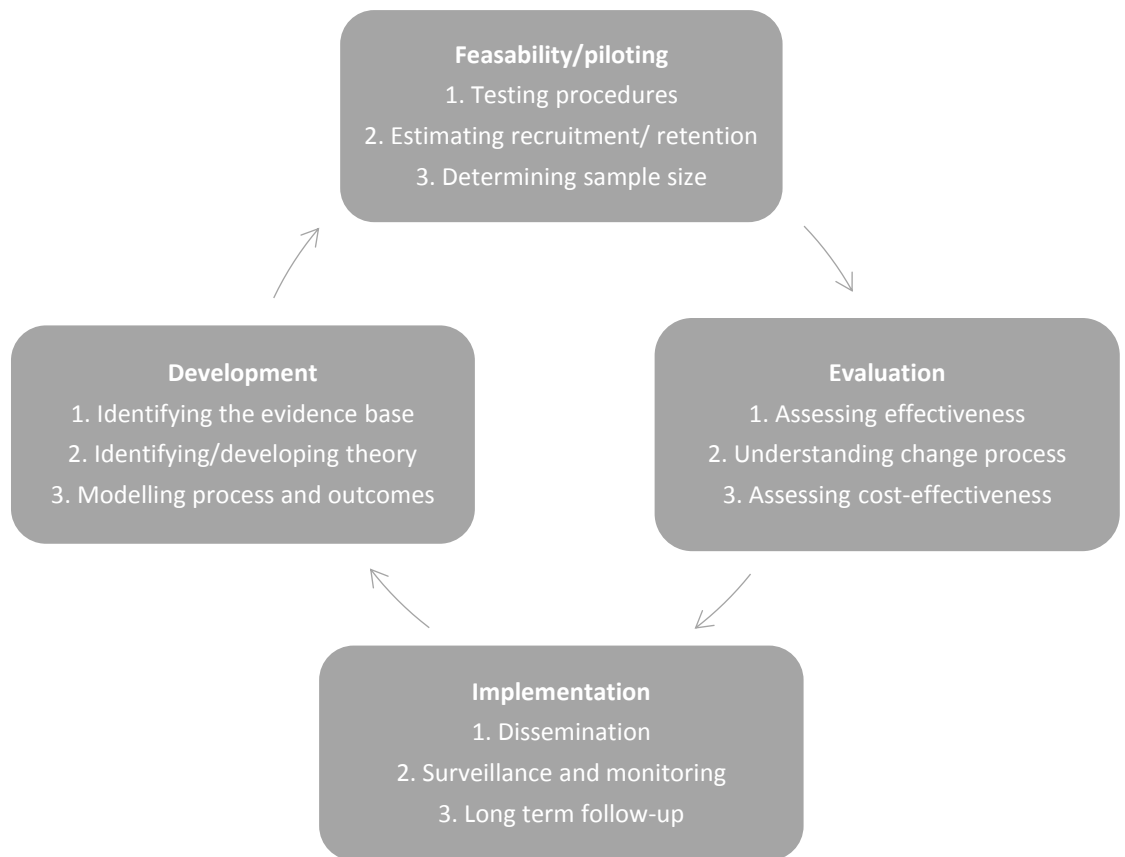 Feasability/piloting
1. Testing procedures
2. Estimating recruitment/ retention
3. Determining sample size
Development
1. Identifying the evidence base
2. Identifying/developing theory
3. Modelling process and outcomes
Evaluation
1. Assessing effectiveness
2. Understanding change process
3. Assessing cost-effectiveness
Implementation
1. Dissemination
2. Surveillance and monitoring
3. Long term follow-up